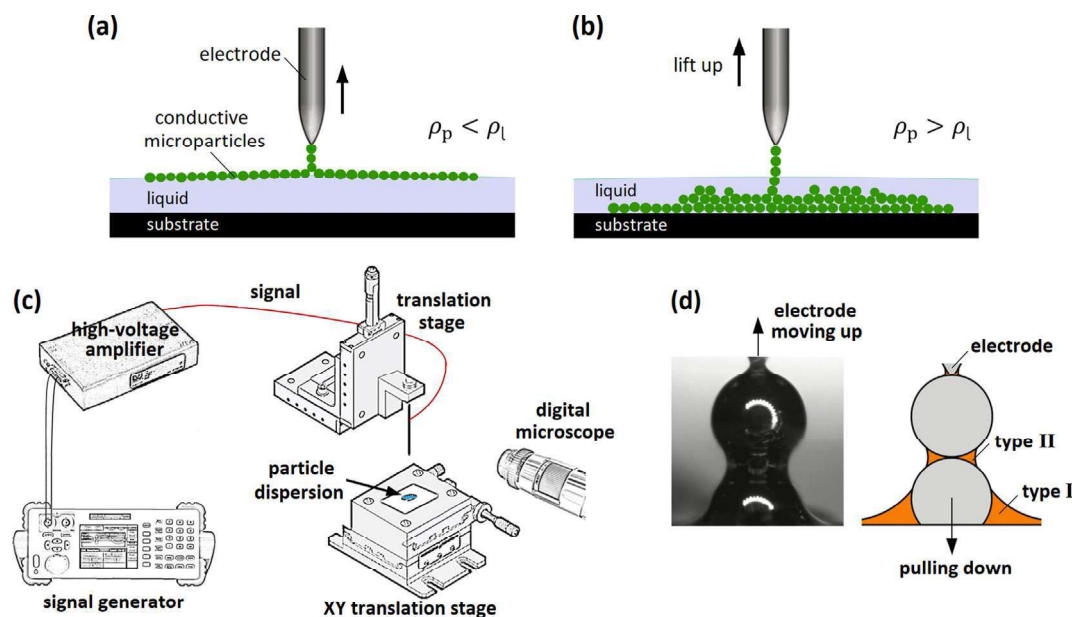 (a)
electrode
conductive
microparticles
ρp < ρl
liquid
substrate
(b)
lift up
ρp > ρl
liquid
substrate
(c)
signal
high-voltage
amplifier
translation
stage
digital
microscope
particle
dispersion
signal generator
XY translation stage
(d)
electrode
moving up
electrode
type II
type I
pulling down